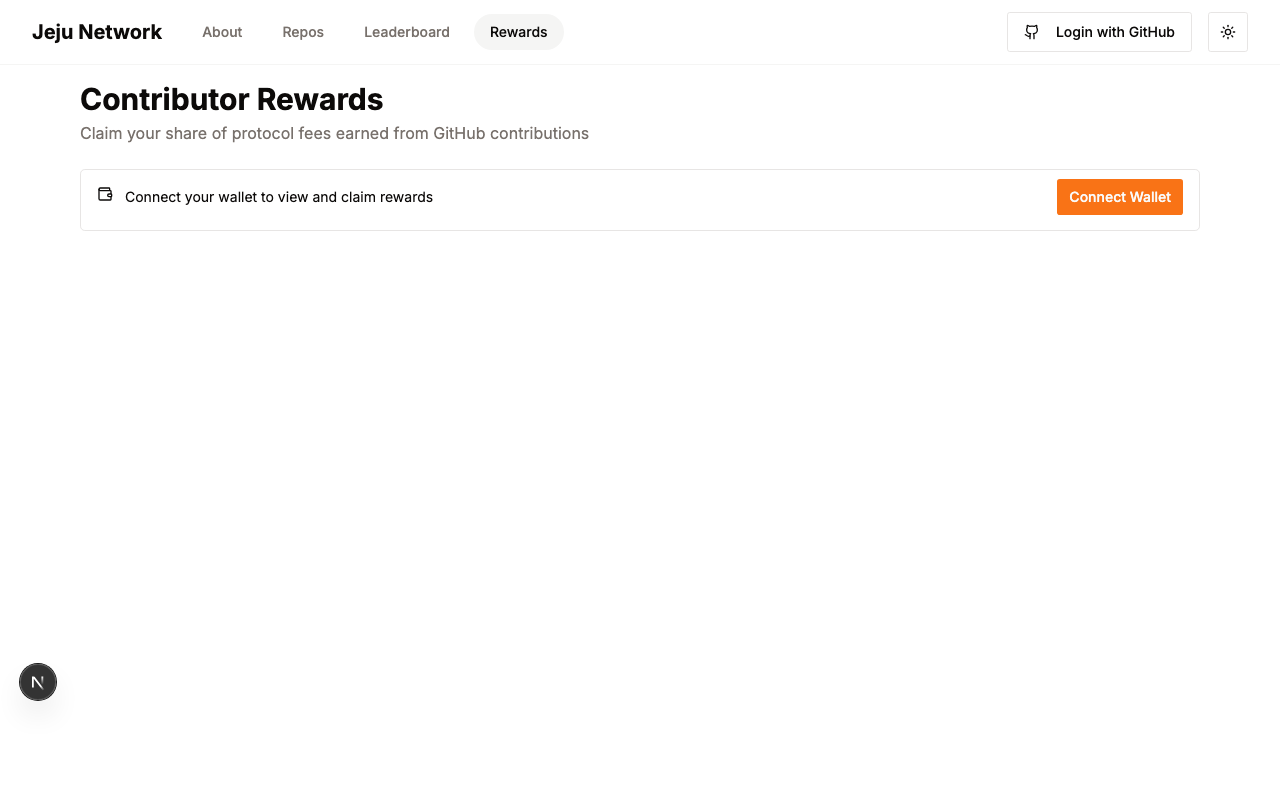 Jeju Network
About
Repos
Leaderboard
Rewards
Login with GitHub
Contributor Rewards
Claim your share of protocol fees earned from GitHub contributions
Connect your wallet to view and claim rewards
Connect Wallet
N